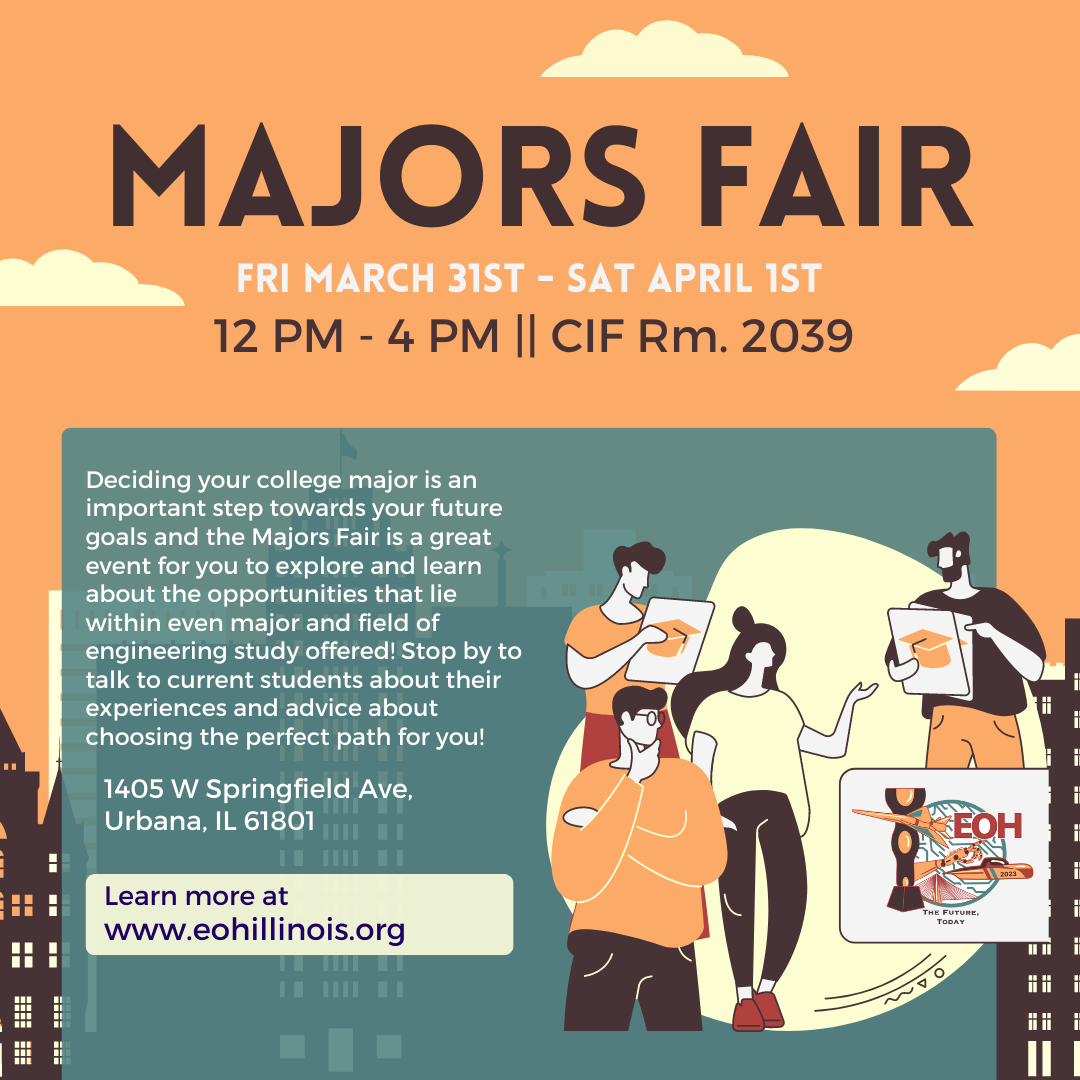 MAJORS FAIR
FRI MARCH 31ST - SAT APRIL 1ST
12 PM - 4 PM || CIF Rm. 2039
Deciding your college major is an
important step towards your future
goals and the Majors Fair is a great
event for you to explore and learn
about the opportunities that lie
within even major and field of
engineering study offered! Stop by to
talk to current students about their
experiences and advice about
choosing the perfect path for you!
1405 W Springfield Ave,
Urbana, IL 61801
Learn more at
www.eohillinois.org
EOH
2023
THE FUTURE,
TODAY